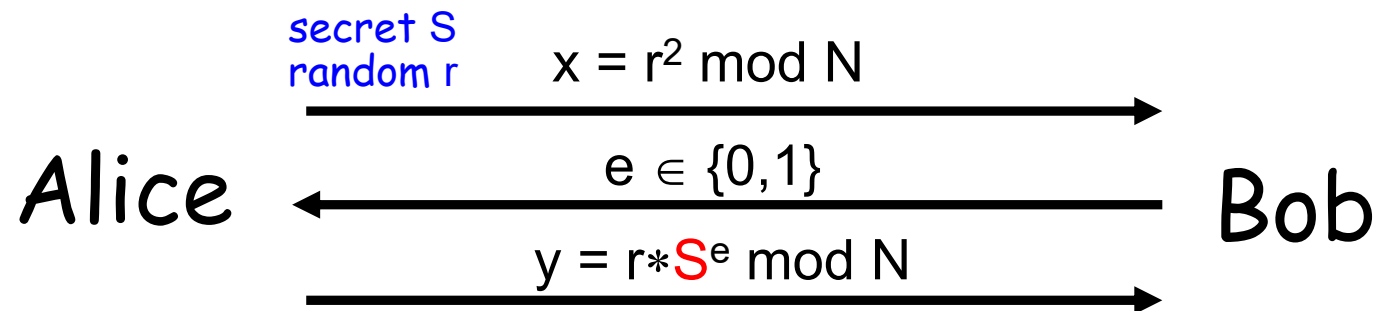 secret S
random r
x = r² mod N
Alice
e ∈ {0,1}
Bob
y = r*Sᵉ mod N